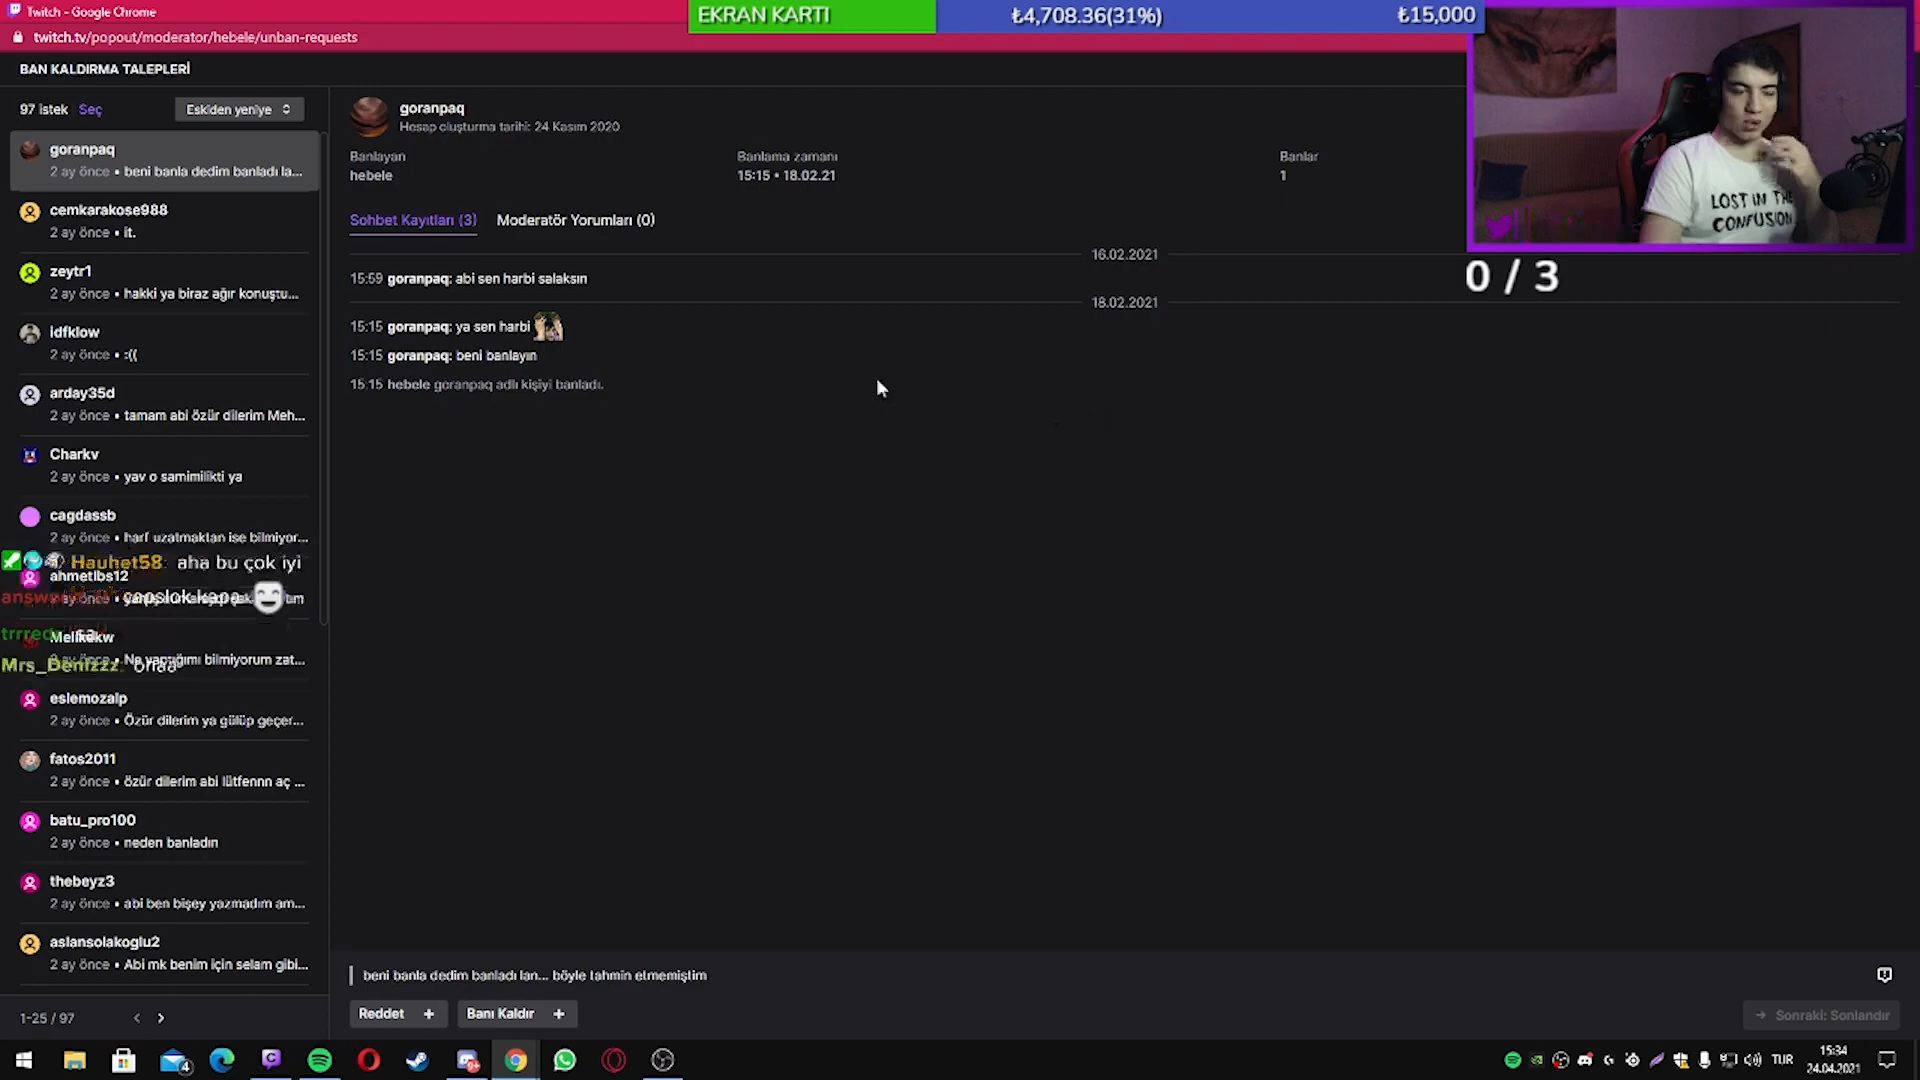 Twitch - Google Chrome
twitch.tv/popout/moderator/hebele/unban-requests
EKRAN KARTI
₺4,708.36(31%)
₺15,000
BAN KALDIRMA TALEPLERİ
97 istek Seç
Eskiden yeniye
goranpaq
2 ay önce • beni banla dedim banladı la...
cemkarakose988
2 ay önce • it.
zeytr1
2 ay önce • hakki ya biraz ağır konuştu...
idfklow
2 ay önce • :((
arday35d
2 ay önce • tamam abi özür dilerim Meh...
Charkv
2 ay önce • yav o samimilikti ya
cagdassb
2 ay önce • harf uzatmaktan ise bilmiyor...
Hauhet58 aha bu çok iyi
ahmetlbs12
capslok kapa
Mrs_Denizzz: offaa
2 ay önce • Ne yaptığımı bilmiyorum zat...
eslemozalp
2 ay önce • Özür dilerim ya gülüp geçer...
fatos2011
2 ay önce • özür dilerim abi lütfennn aç ...
batu_pro100
2 ay önce • neden banladın
thebeyz3
2 ay önce • abi ben bişey yazmadım am...
aslansolakoglu2
2 ay önce • Abi mk benim için selam gibi...
1-25 / 97
goranpaq
Hesap oluşturma tarihi: 24 Kasım 2020
Banlayan
hebele
Banlama zamanı
15:15 • 18.02.21
Banlar
1
Sohbet Kayıtları (3)
Moderatör Yorumları (0)
16.02.2021
15:59 goranpaq: abi sen harbi salaksın
18.02.2021
15:15 goranpaq: ya sen harbi
15:15 goranpaq: beni banlayın
15:15 hebele goranpaq adlı kişiyi banladı.
LOST IN THE
CONFUSION
0 / 3
beni banla dedim banladı lan... böyle tahmin etmemiştim
Reddet +
Banı Kaldır +
Sonraki: Sonlandır
TUR
15:34
24.04.2021